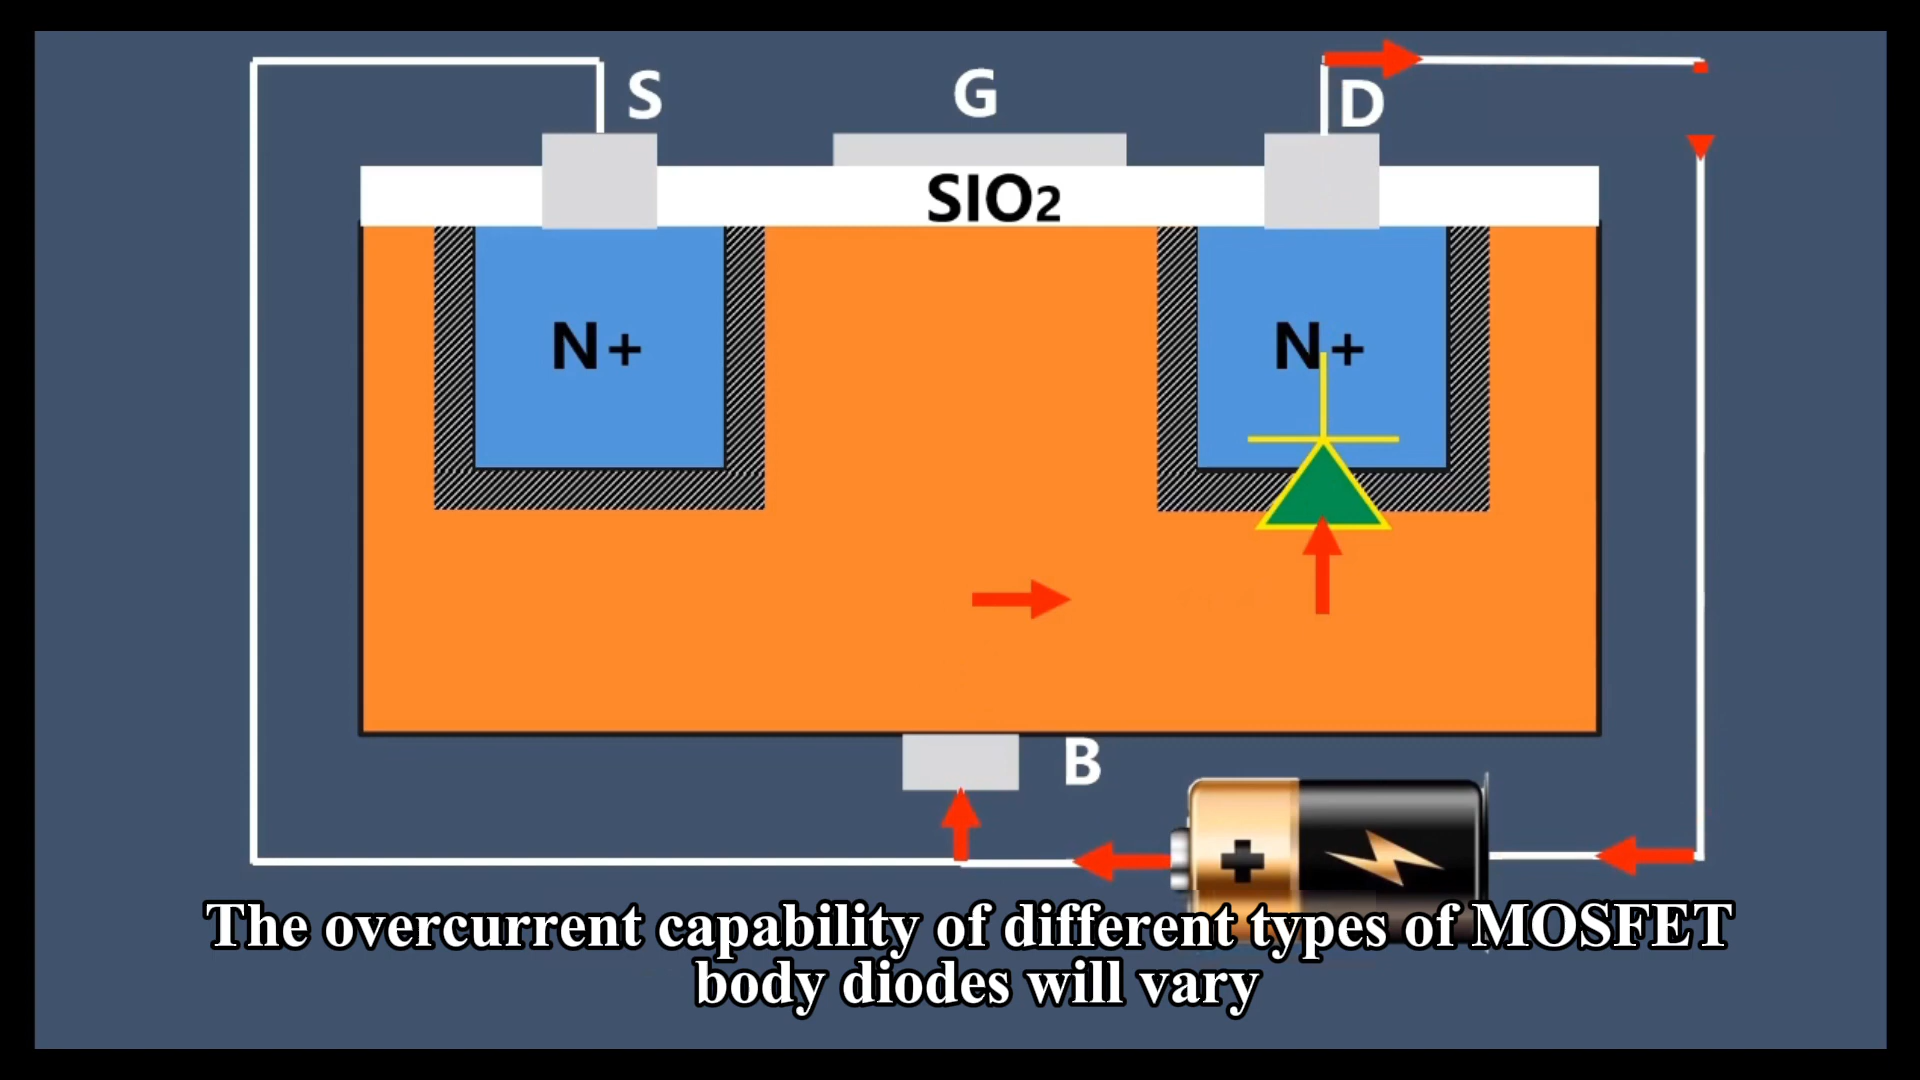 S
G
D
SIO2
N+
N+
B
+
The overcurrent capability of different types of MOSFET
body diodes will vary